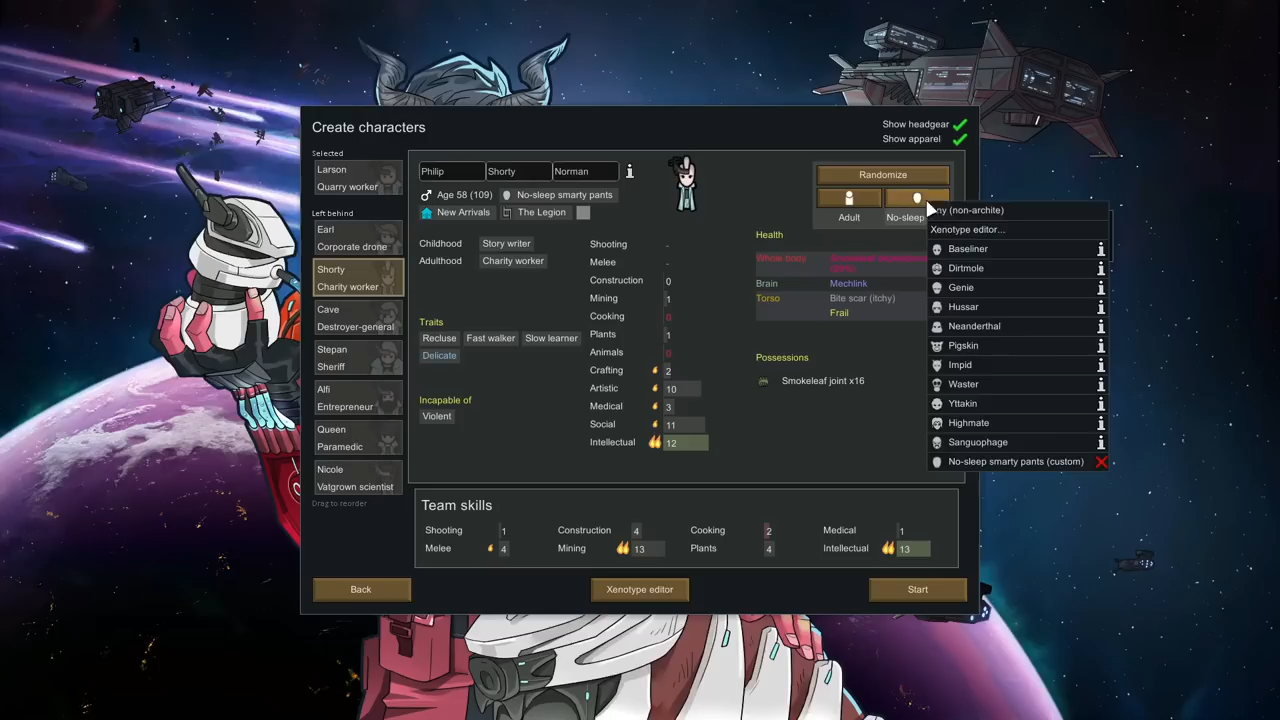 Create characters
Show headgear
Show apparel
Selected
Larson
Quarry worker
Left behind
Earl
Corporate drone
Shorty
Charity worker
Cave
Destroyer-general
Stepan
Sheriff
Alfi
Entrepreneur
Queen
Paramedic
Nicole
Vatgrown scientist
Drag to reorder
Philip Shorty Norman
Age 58 (109) No-sleep smarty pants
New Arrivals The Legion
Childhood Story writer
Adulthood Charity worker
Traits
Recluse Fast walker Slow learner
Delicate
Incapable of
Violent
Shooting -
Melee -
Construction 0
Mining 1
Cooking 0
Plants 1
Animals 0
Crafting 2
Artistic 10
Medical 3
Social 11
Intellectual 12
Randomize
Adult No-sleep
Health
Whole body
Brain Mechlink
Torso Bite scar (itchy)
Frail
Possessions
Smokeleaf joint x16
(non-archite)
Xenotype editor...
Baseliner
Dirtmole
Genie
Hussar
Neanderthal
Pigskin
Impid
Waster
Yttakin
Highmate
Sanguophage
No-sleep smarty pants (custom)
Team skills
Shooting 1 Construction 4 Cooking 2 Medical 1
Melee 4 Mining 13 Plants 4 Intellectual 13
Back Xenotype editor Start